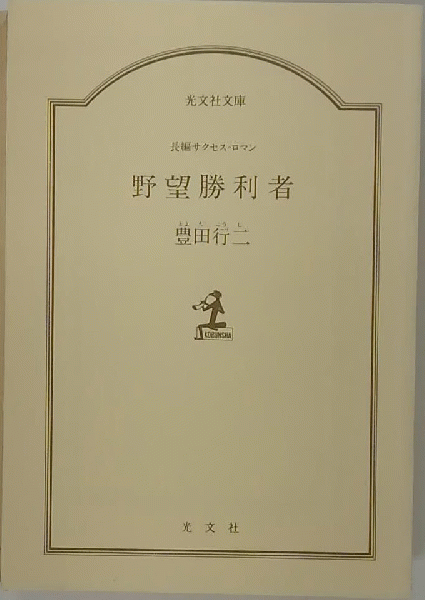 光文社文庫
長編サクセス・ロマン
野望勝利者
とよ だ こう じ
豊田行二
KOBUNSHA
光文社